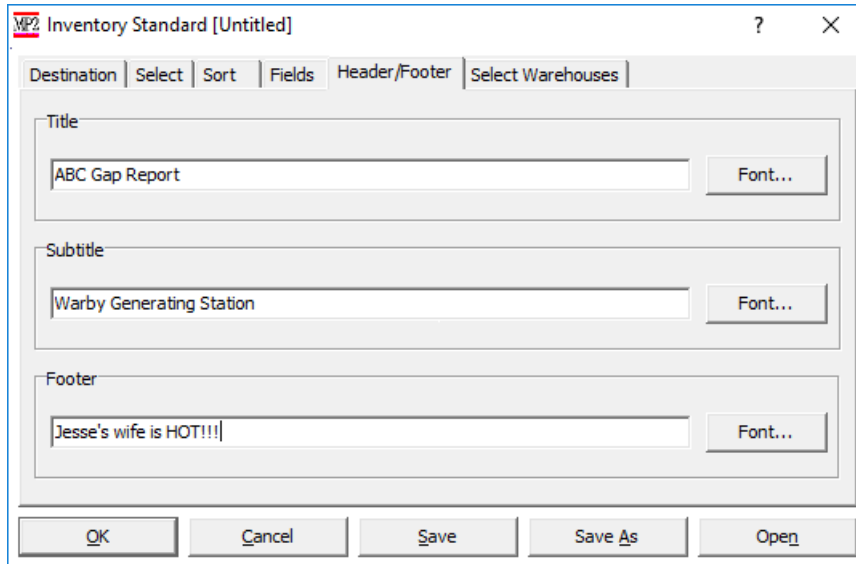 MP2 Inventory Standard [Untitled] ? X
Destination Select Sort Fields Header/Footer Select Warehouses
Title
ABC Gap Report Font...
Subtitle
Warby Generating Station Font...
Footer
Jesse's wife is HOT!!! Font...
OK Cancel Save Save As Open